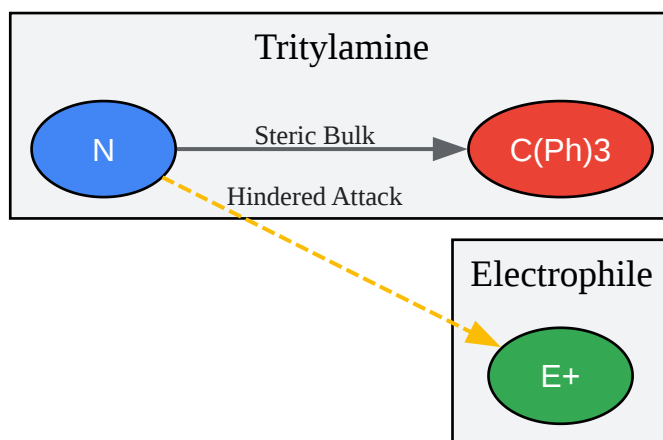 Tritylamine
N
Steric Bulk
C(Ph)3
Hindered Attack
Electrophile
E+